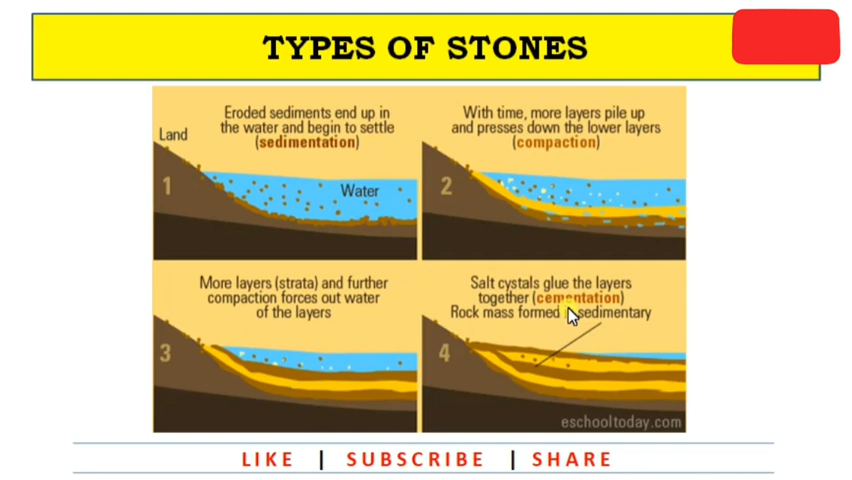 TYPES OF STONES
Land
Eroded sediments end up in
the water and begin to settle
(sedimentation)
1
Water
With time, more layers pile up
and presses down the lower layers
(compaction)
2
More layers (strata) and further
compaction forces out water
of the layers
3
Salt cystals glue the layers
together (cementation)
Rock mass formed is sedimentary
4
eschooltoday.com
LIKE | SUBSCRIBE | SHARE